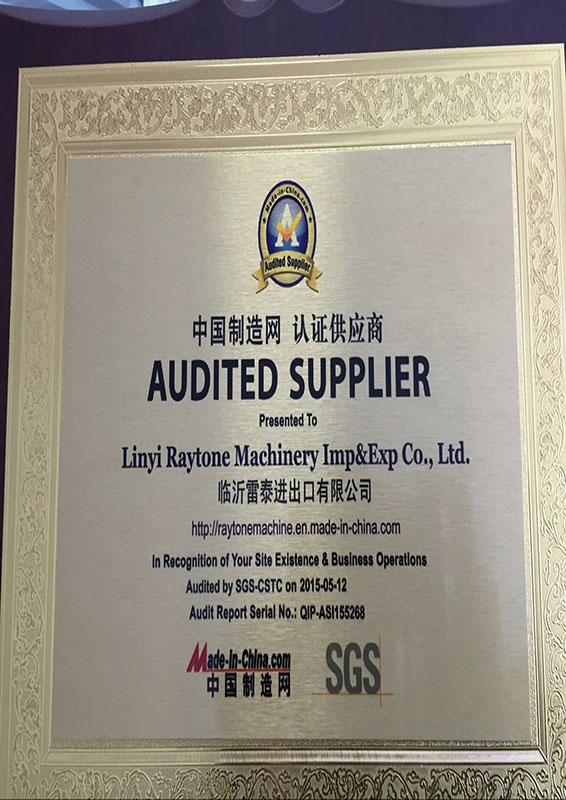 Made-in-China.com
A
Audited Supplier
中国制造网 认证供应商
AUDITED SUPPLIER
Presented To
Linyi Raytone Machinery Imp&Exp Co., Ltd.
临沂雷泰进出口有限公司
http://raytonemachine.en.made-in-china.com
In Recognition of Your Site Existence & Business Operations
Audited by SGS-CSTC on 2015-05-12
Audit Report Serial No.: QIP-ASI155268
Made-in-China.com
中国制造网
SGS